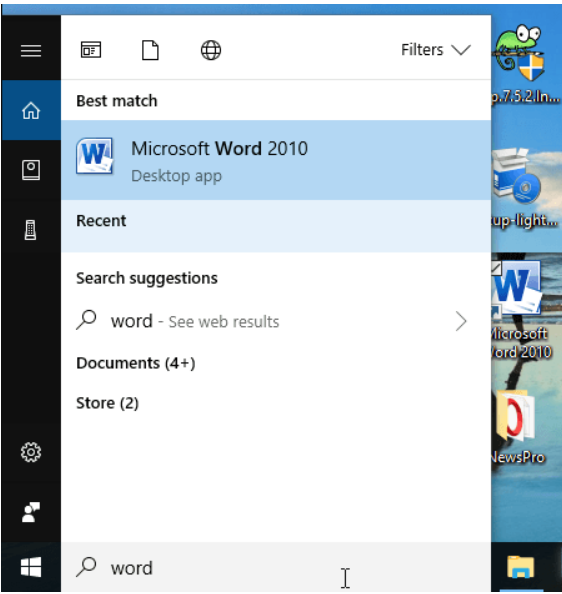 Filters
Best match
Microsoft Word 2010
Desktop app
Recent
Search suggestions
word - See web results
Documents (4+)
Store (2)
word
p.7.5.2.In...
up-light...
Microsoft
Word 2010
NewsPro